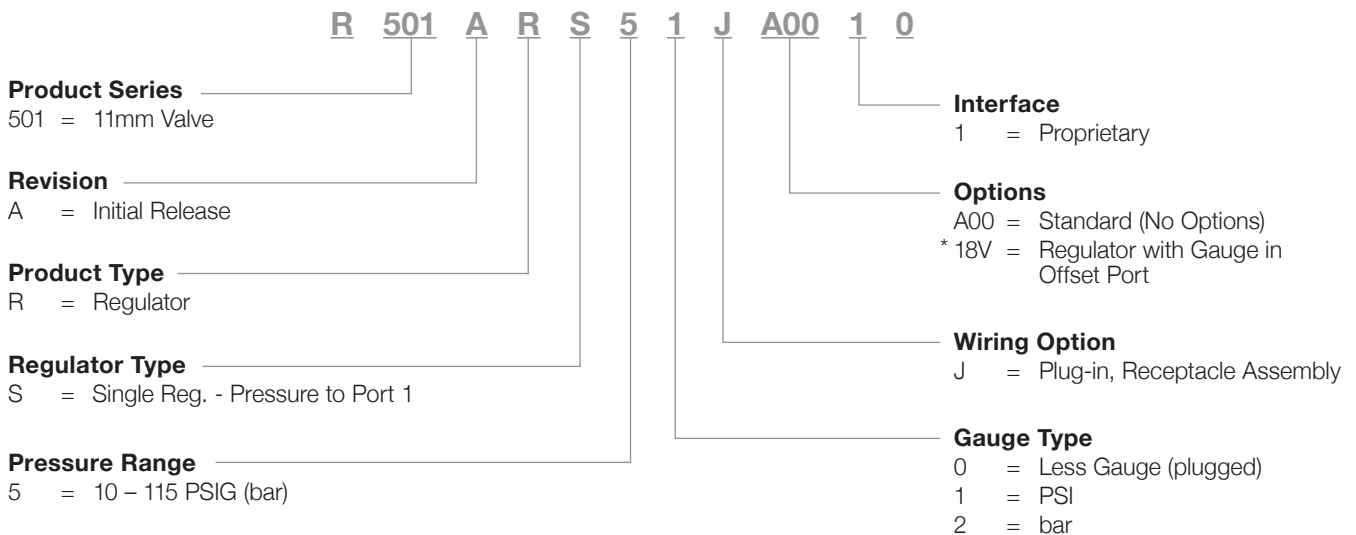 R 501 A R S 5 1 J A00 1 0
Product Series
501 = 11mm Valve
Revision
A = Initial Release
Product Type
R = Regulator
Regulator Type
S = Single Reg. - Pressure to Port 1
Pressure Range
5 = 10 – 115 PSIG (bar)
Interface
1 = Proprietary
Options
A00 = Standard (No Options)
* 18V = Regulator with Gauge in
Offset Port
Wiring Option
J = Plug-in, Receptacle Assembly
Gauge Type
0 = Less Gauge (plugged)
1 = PSI
2 = bar